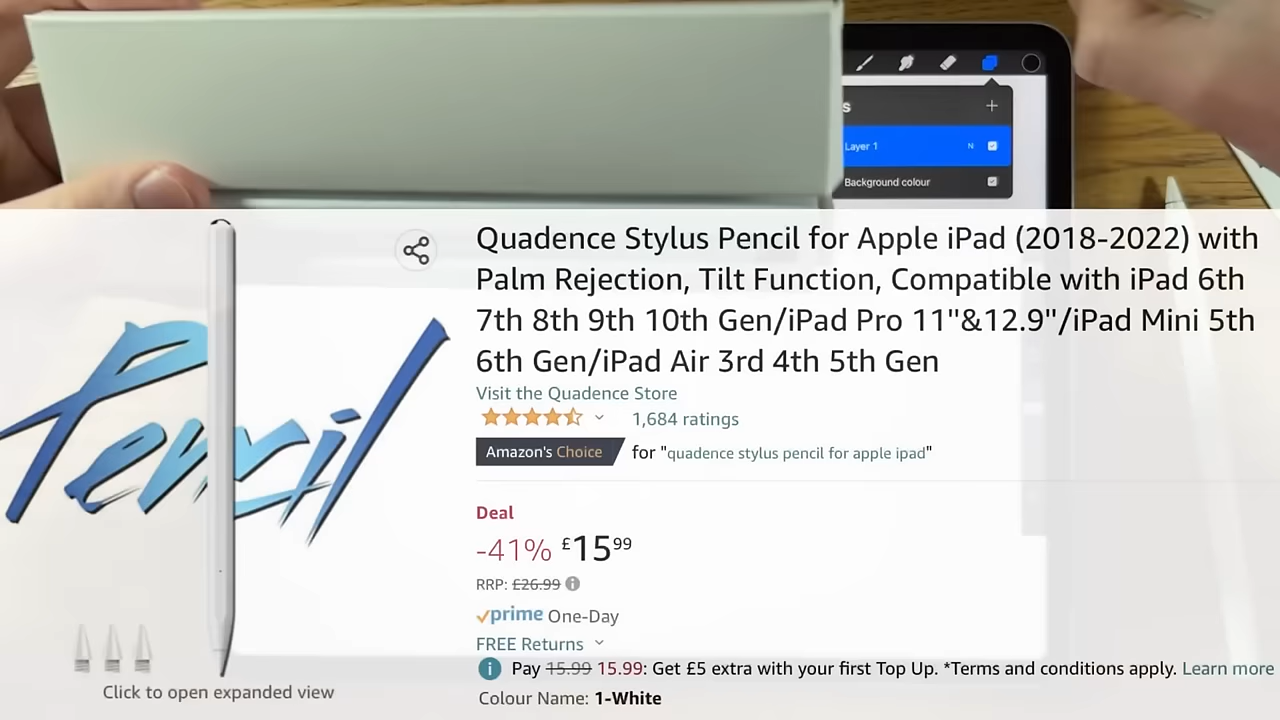 s
Layer 1 N
Background colour
Quadence Stylus Pencil for Apple iPad (2018-2022) with
Palm Rejection, Tilt Function, Compatible with iPad 6th
7th 8th 9th 10th Gen/iPad Pro 11"&12.9"/iPad Mini 5th
6th Gen/iPad Air 3rd 4th 5th Gen
Visit the Quadence Store
1,684 ratings
Amazon's Choice for "quadence stylus pencil for apple ipad"
Deal
-41% £15 99
RRP: £26.99
prime One-Day
FREE Returns
Pay 15.99 15.99: Get £5 extra with your first Top Up. *Terms and conditions apply. Learn more
Colour Name: 1-White
Pencil
Click to open expanded view